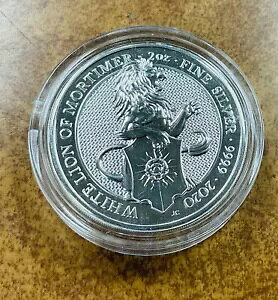 WHITE LION OF MORTIMER · 2oz · FINE SILVER · 9999 · 2020
JC